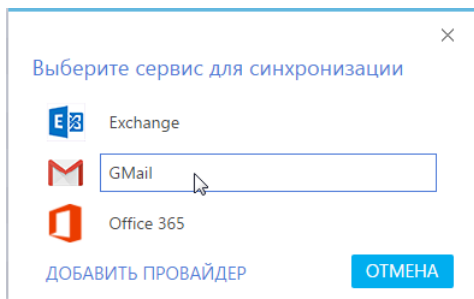 Выберите сервис для синхронизации
Exchange
GMail
Office 365
ДОБАВИТЬ ПРОВАЙДЕР
ОТМЕНА